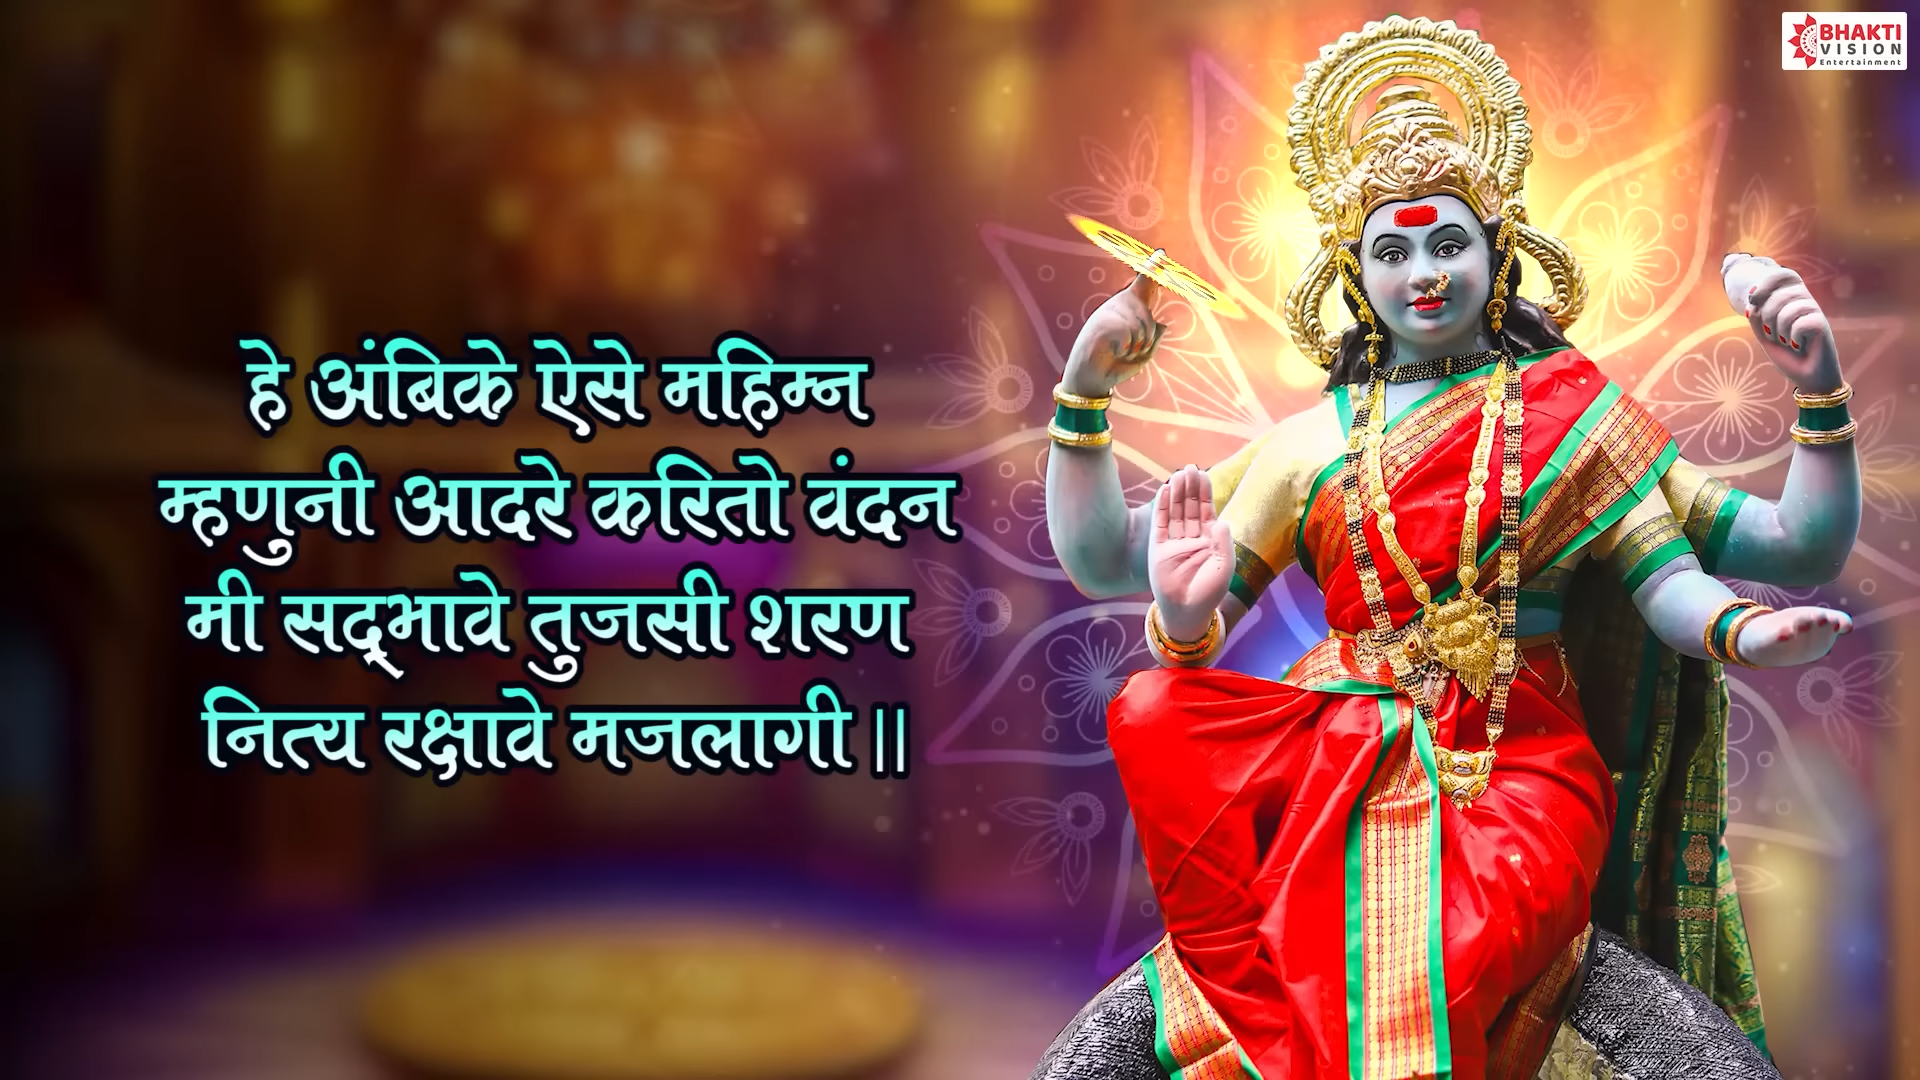 हे अंबिके ऐसे महिम्न
म्हणुनी आदरे करितो वंदन
मी सद्‌भावे तुजसी शरण
नित्य रक्षावे मजलागी ||
BHAKTI
VISION
Entertainment